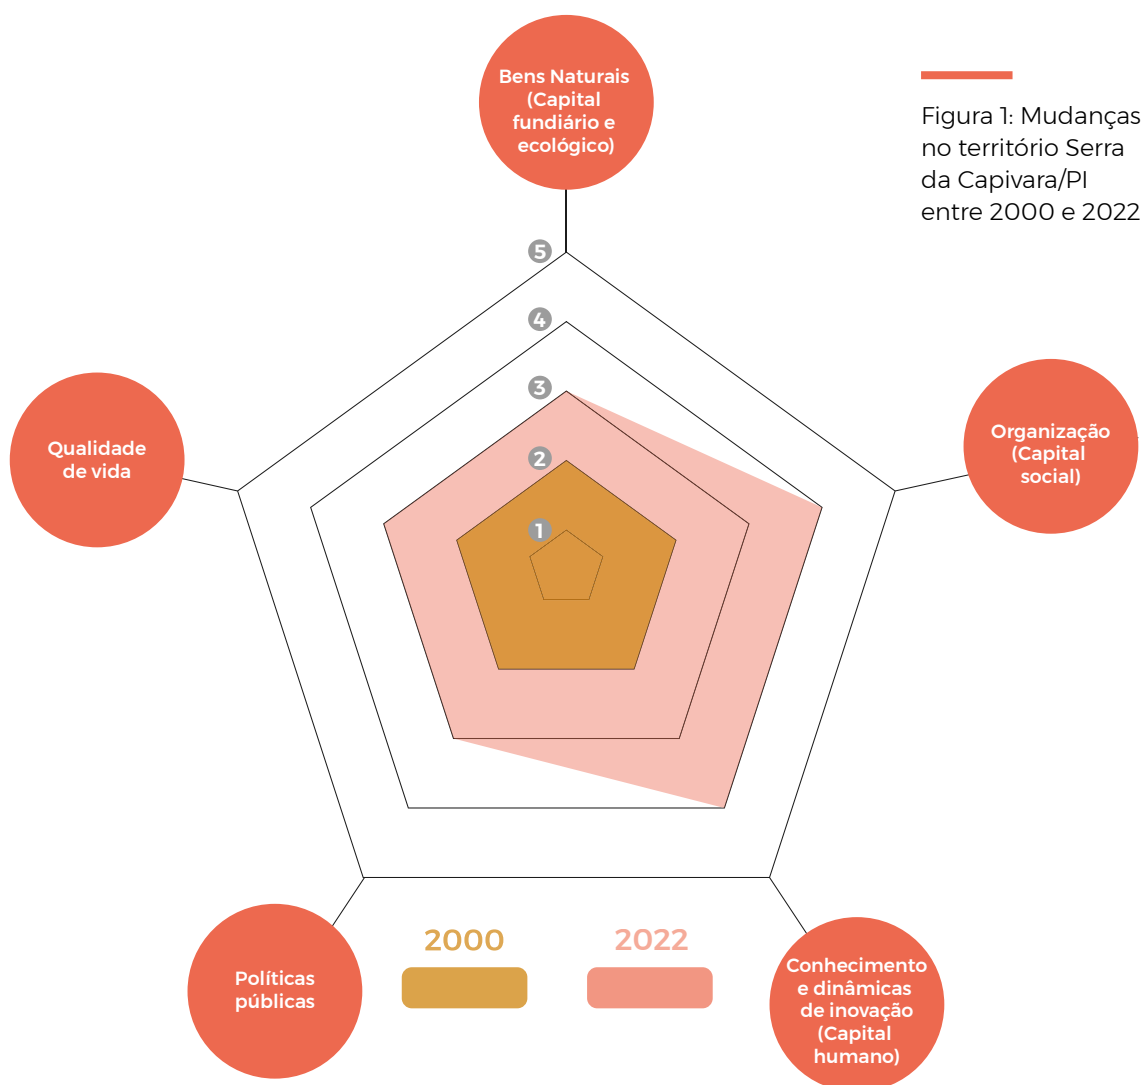 Bens Naturais
(Capital
fundiário e
ecológico)
Figura 1: Mudanças
no território Serra
da Capivara/PI
entre 2000 e 2022
5
4
3
2
1
Qualidade
de vida
Organização
(Capital
social)
Políticas
públicas
2000
2022
Conhecimento
e dinâmicas
de inovação
(Capital
humano)